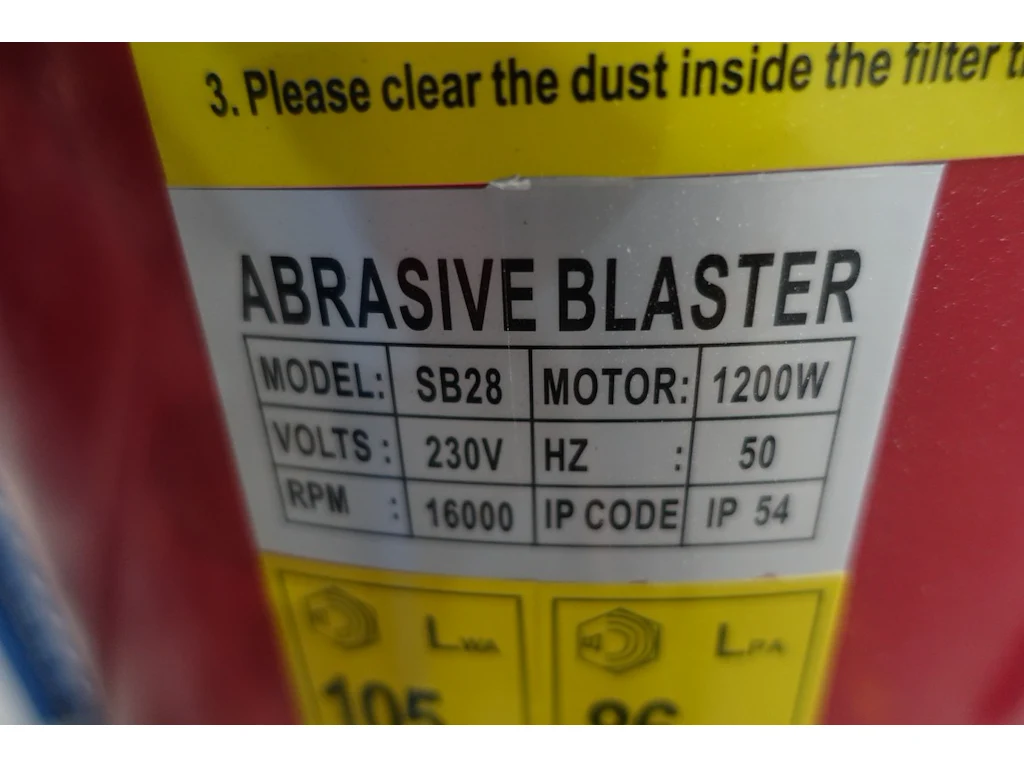 3. Please clear the dust inside the filter
ABRASIVE BLASTER
MODEL: SB28 MOTOR: 1200W
VOLTS : 230V HZ : 50
RPM : 16000 IP CODE IP 54
LWA LPA
105